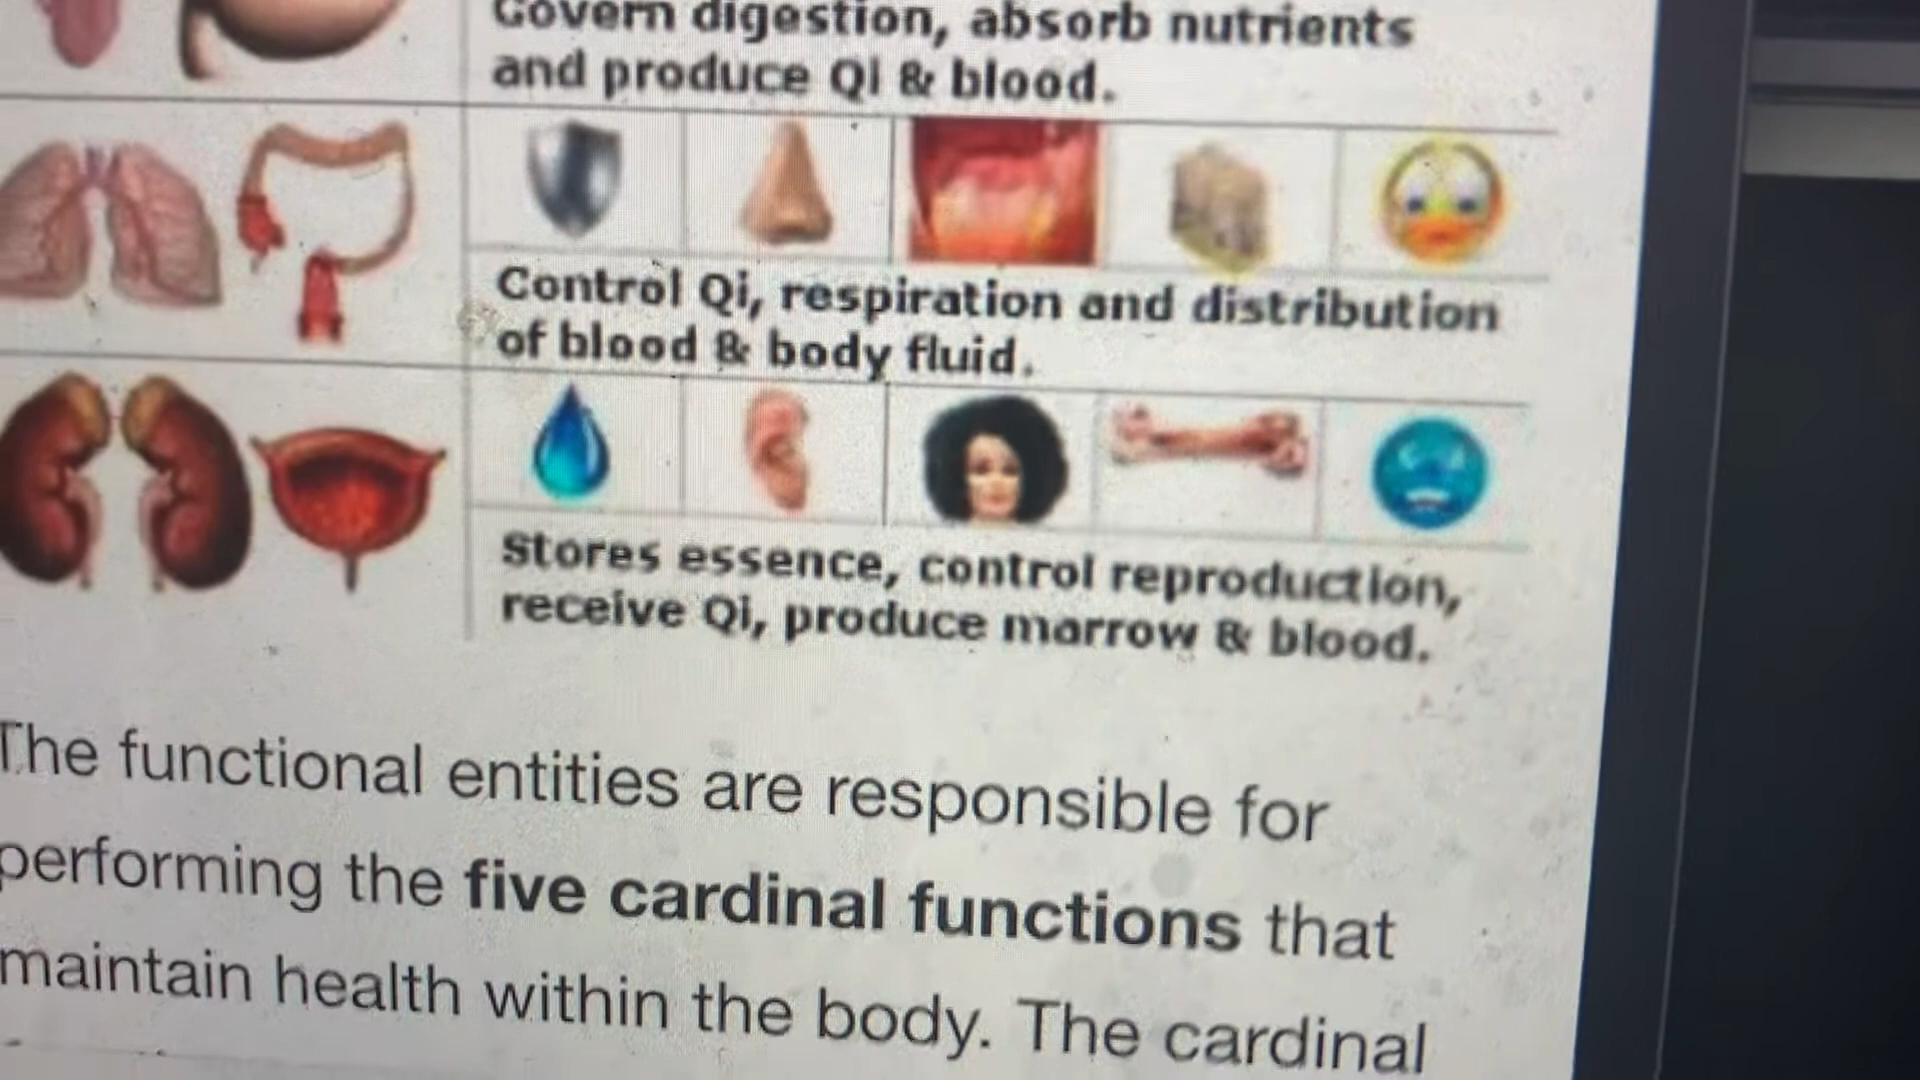 Govern digestion, absorb nutrients
and produce Qi & blood.
Control Qi, respiration and distribution
of blood & body fluid.
Stores essence, control reproduction,
receive Qi, produce marrow & blood.
The functional entities are responsible for
performing the five cardinal functions that
maintain health within the body. The cardinal